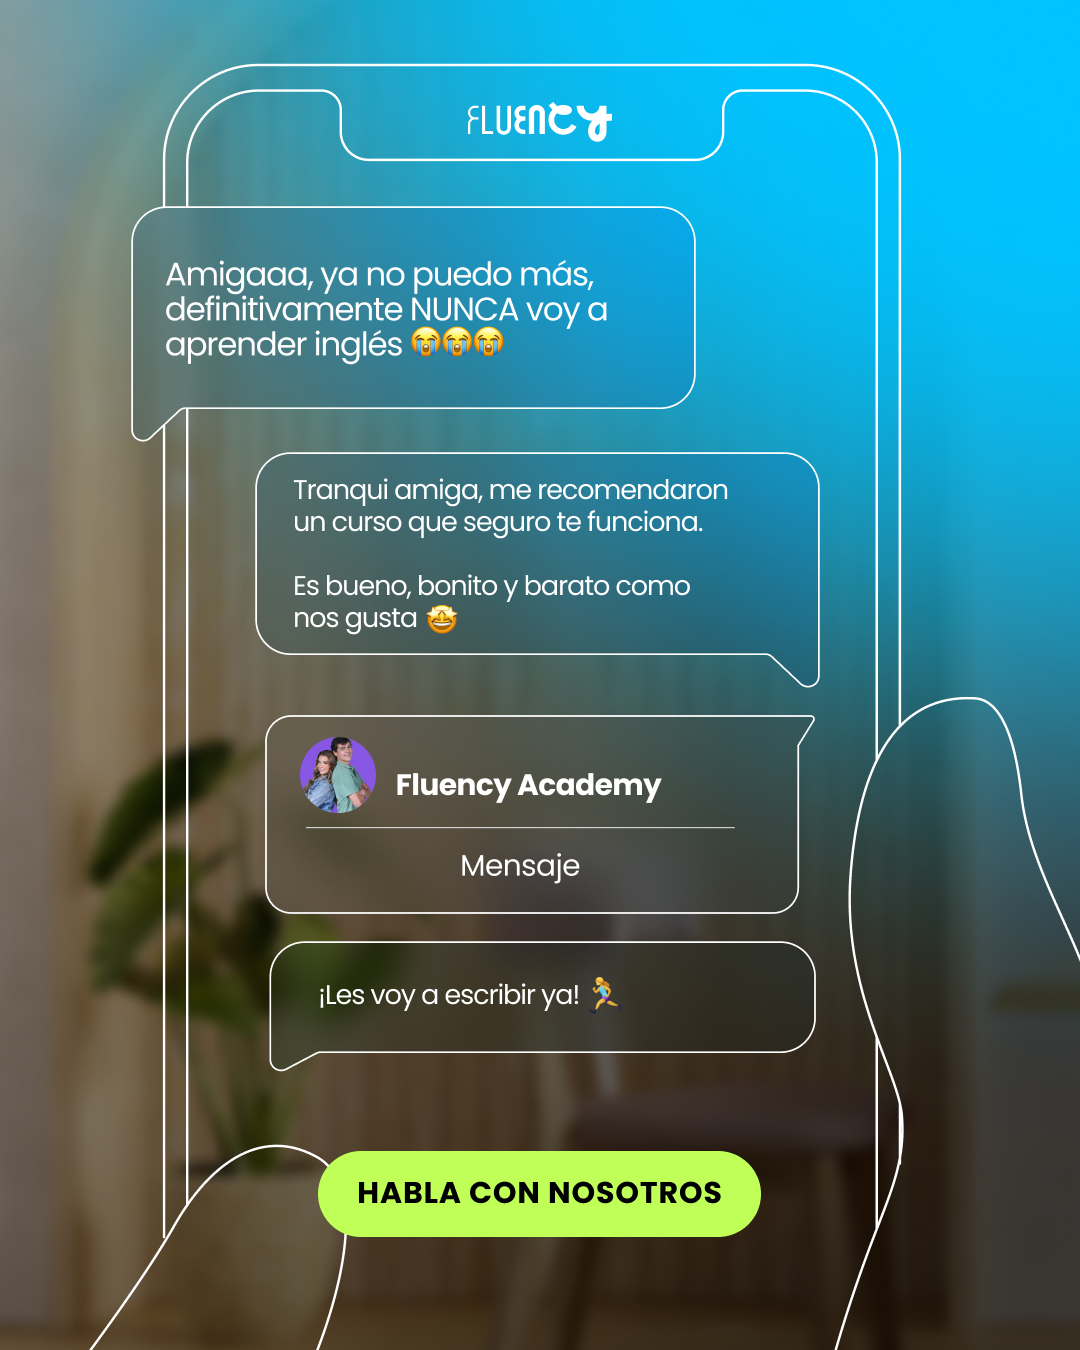 FLUENCY
Amigaaa, ya no puedo más,
definitivamente NUNCA voy a
aprender inglés 😭😭😭
Tranqui amiga, me recomendaron
un curso que seguro te funciona.
Es bueno, bonito y barato como
nos gusta 🤩
Fluency Academy
Mensaje
¡Les voy a escribir ya! 🏃‍♀️
HABLA CON NOSOTROS